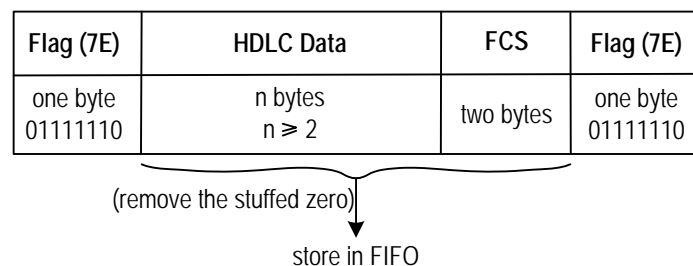 Flag (7E) HDLC Data FCS Flag (7E)
one byte n bytes two bytes one byte
01111110 n ⩾ 2 01111110
(remove the stuffed zero)
store in FIFO